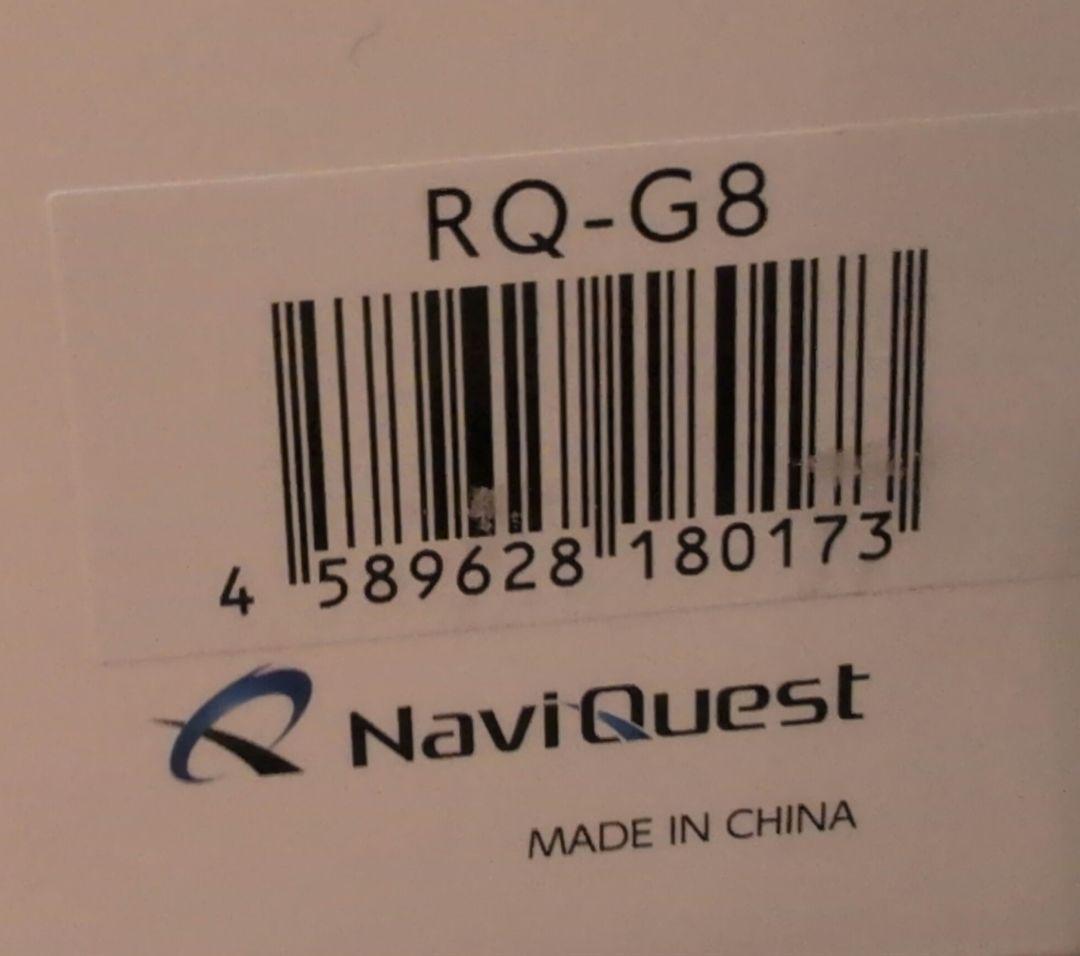 RQ-G8
4 589628 180173
NaviQuest
MADE IN CHINA